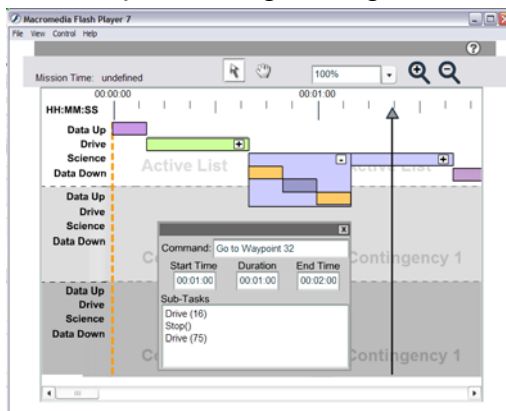 Macromedia Flash Player 7
File View Control Help
?
Mission Time: undefined
100%
00:00:00 00:01:00
HH:MM:SS
Data Up
Drive
Science
Data Down
Active List
Active List
Data Up
Drive
Science
Data Down
Contingency 1
Data Up
Drive
Science
Data Down
Contingency 1
Command: Go to Waypoint 32
Start Time Duration End Time
00:01:00 00:01:00 00:02:00
Sub-Tasks
Drive (16)
Stop()
Drive (75)